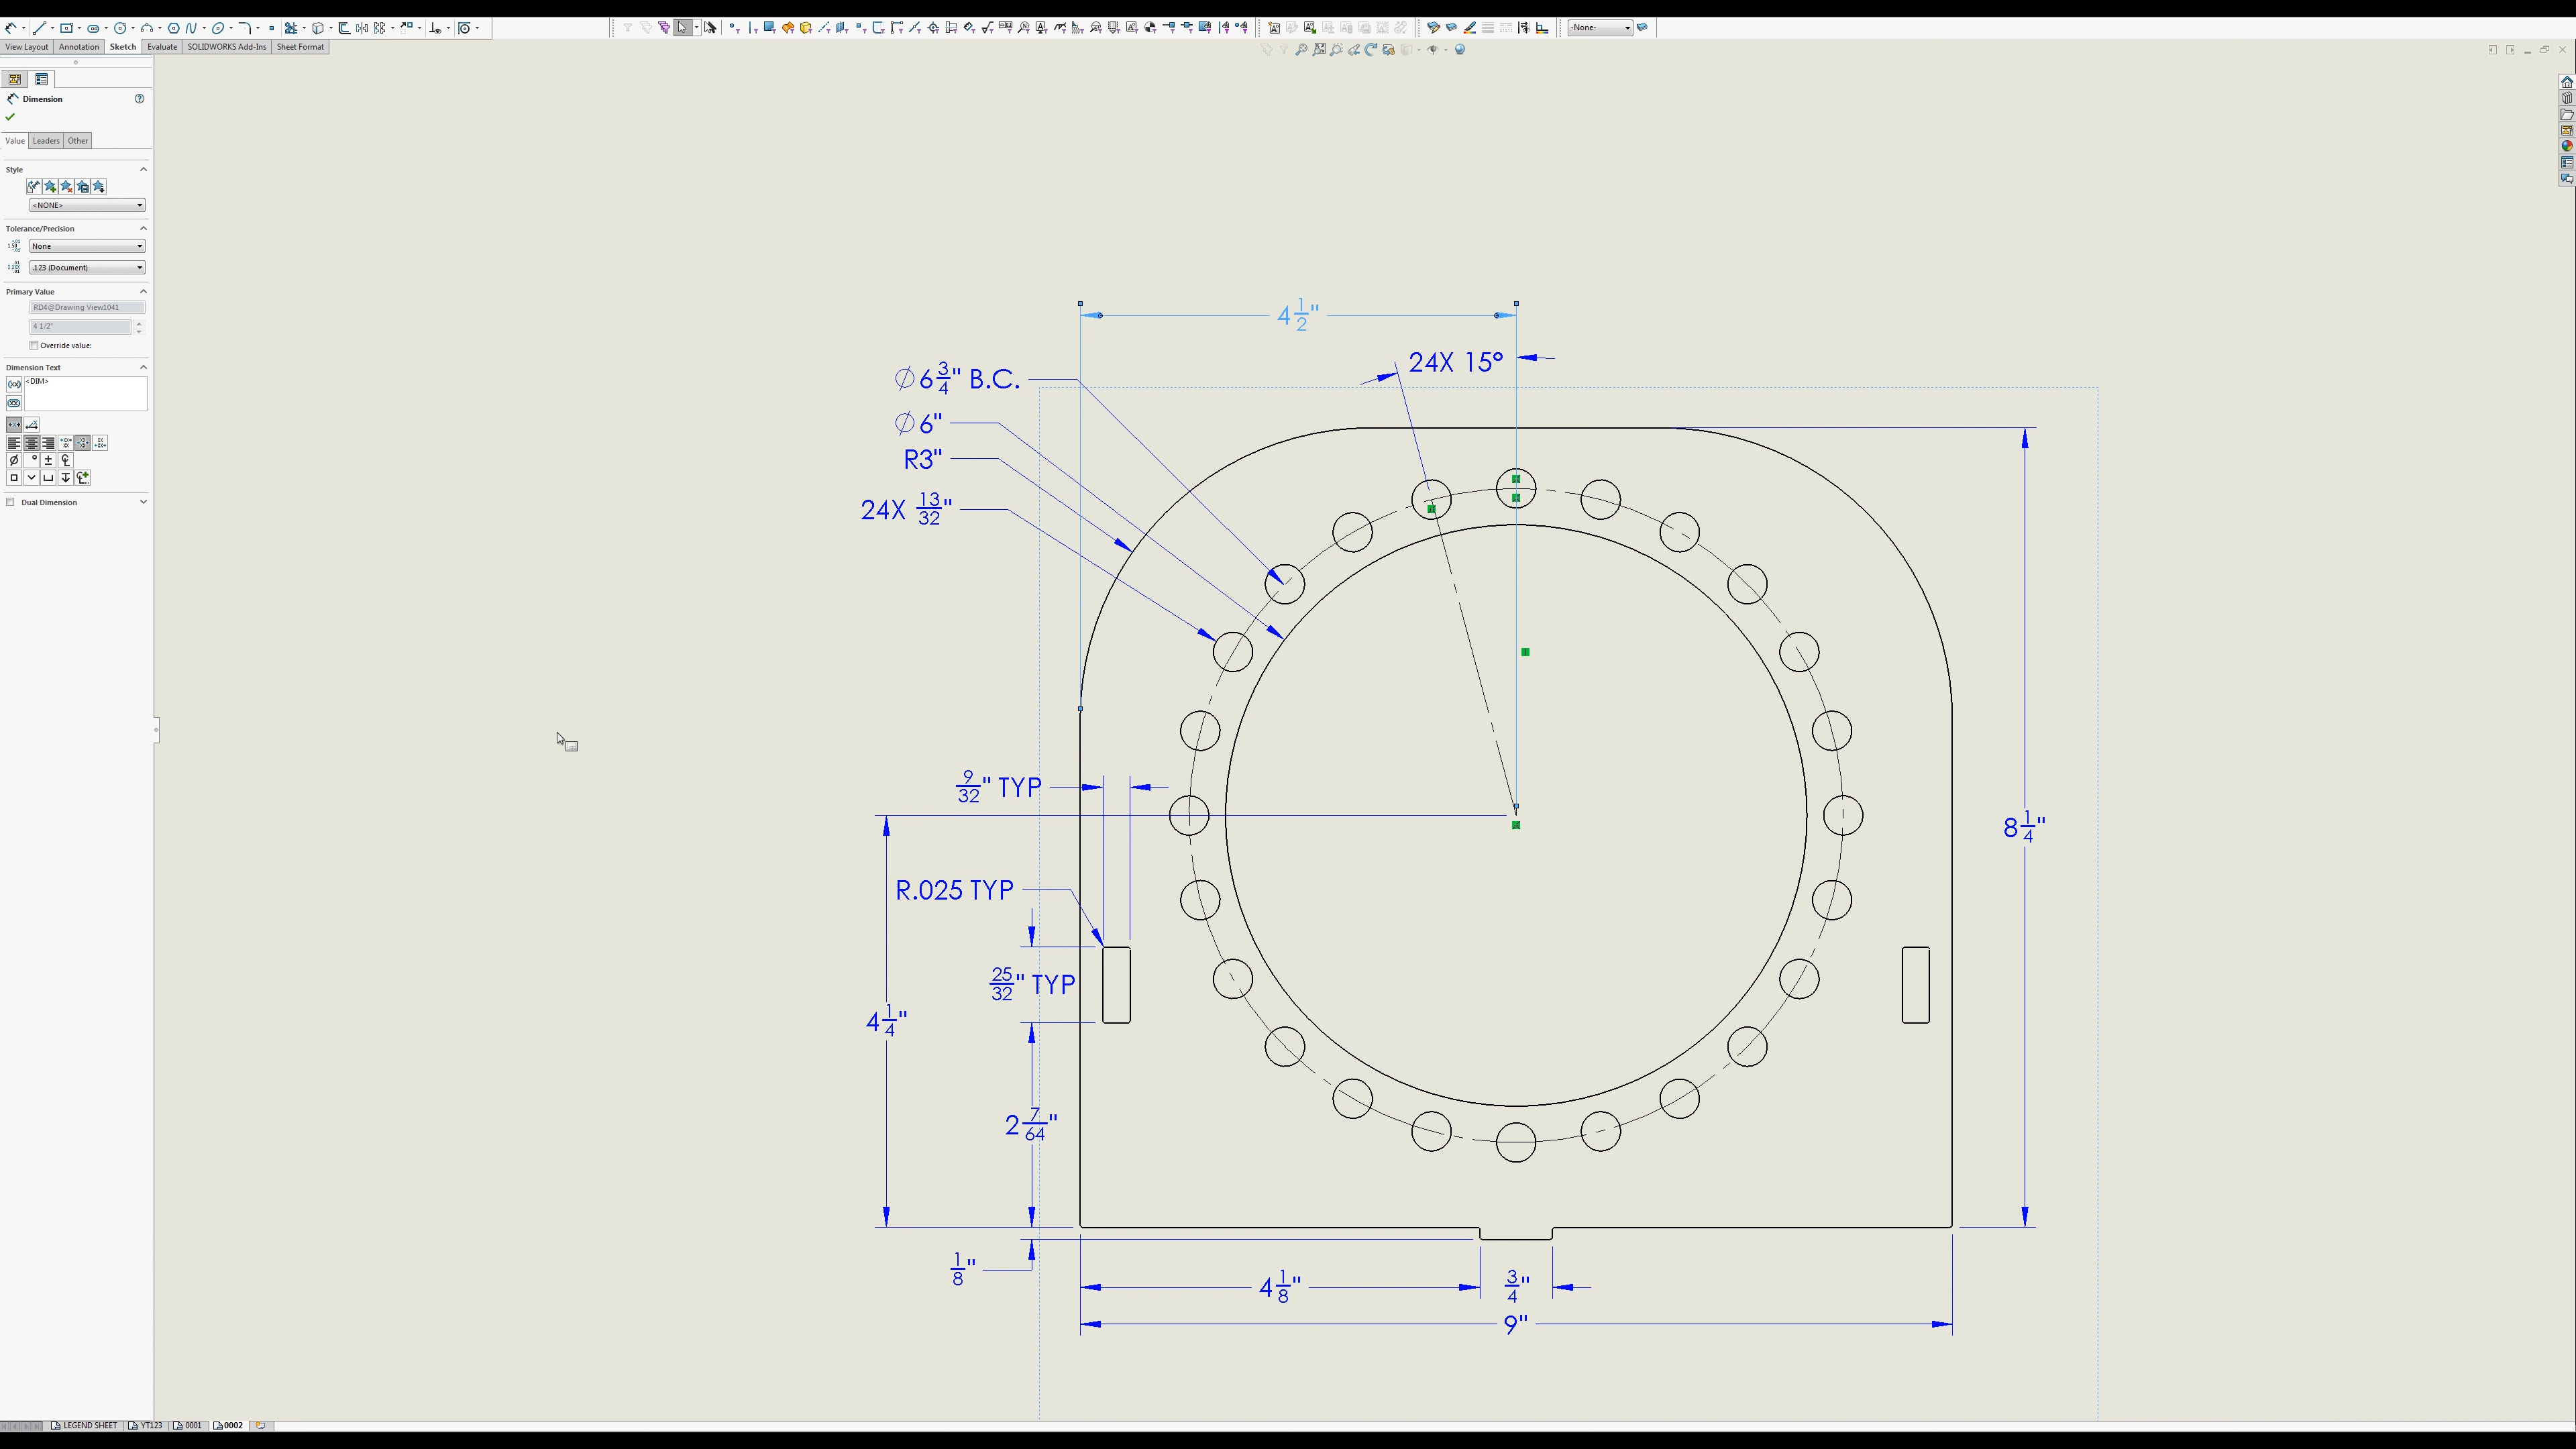 -None-
View Layout Annotation Sketch Evaluate SOLIDWORKS Add-Ins Sheet Format
Dimension
Value Leaders Other
Style
<NONE>
Tolerance/Precision
None
.123 (Document)
Primary Value
RD4@Drawing View1041
4 1/2"
Override value:
Dimension Text
<DIM>
Dual Dimension
4 1/2"
24X 15°
∅6 3/4" B.C.
∅6"
R3"
24X 13/32"
9/32" TYP
8 1/4"
R.025 TYP
25/32" TYP
4 1/4"
2 7/64"
1/8"
4 1/8"
3/4"
9"
LEGEND SHEET YT123 0001 0002